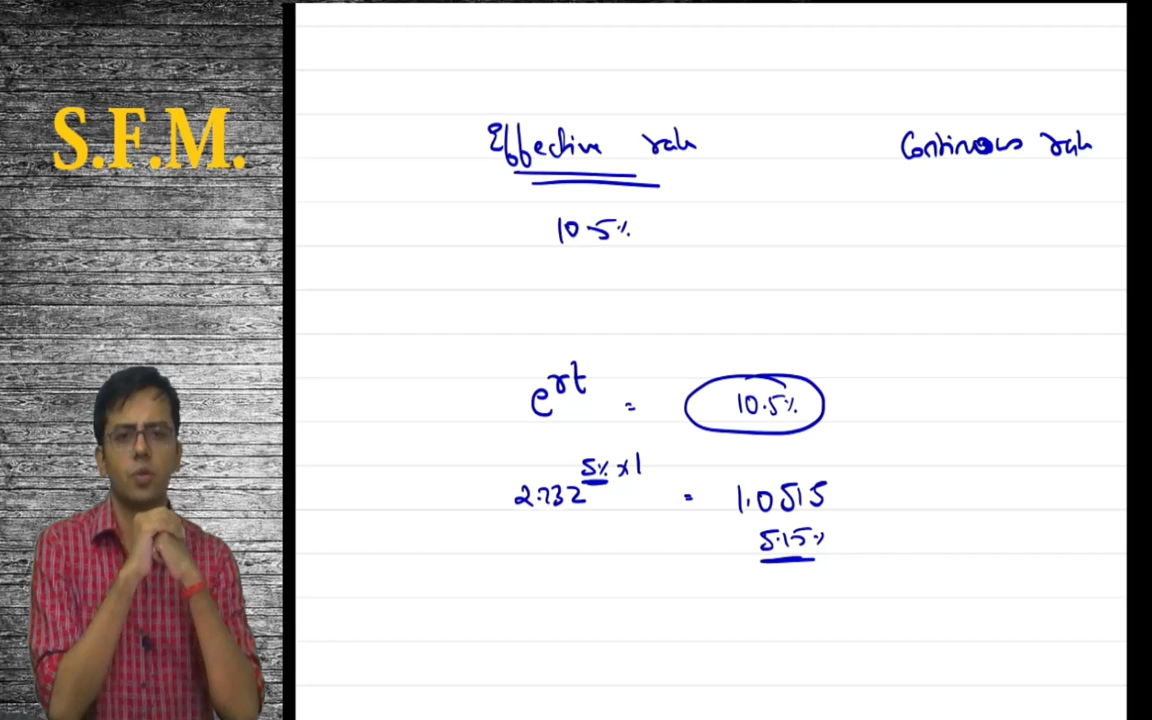 S.F.M.
Effective rate Continuous rate
10.5%
e^rt = 10.5%
2.732^5% x 1 = 1.0515
5.15%